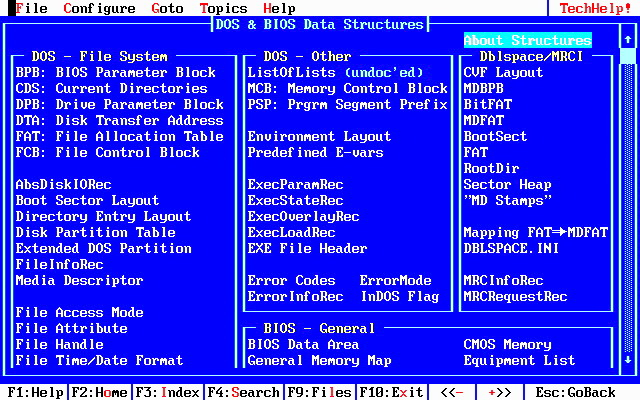 File Configure Goto Topics Help TechHelp!
DOS & BIOS Data Structures
About Structures
DOS - File System
BPB: BIOS Parameter Block
CDS: Current Directories
DPB: Drive Parameter Block
DTA: Disk Transfer Address
FAT: File Allocation Table
FCB: File Control Block
AbsDiskIORec
Boot Sector Layout
Directory Entry Layout
Disk Partition Table
Extended DOS Partition
FileInfoRec
Media Descriptor
File Access Mode
File Attribute
File Handle
File Time/Date Format
DOS - Other
ListOfLists (undoc'ed)
MCB: Memory Control Block
PSP: Prgrm Segment Prefix
Environment Layout
Predefined E-vars
ExecParamRec
ExecStateRec
ExecOverlayRec
ExecLoadRec
EXE File Header
Error Codes ErrorMode
ErrorInfoRec InDOS Flag
Dblspace/MRCI
CVF Layout
MDBPB
BitFAT
MDFAT
BootSect
FAT
RootDir
Sector Heap
"MD Stamps"
Mapping FAT⇒MDFAT
DBLSPACE.INI
MRCInfoRec
MRCRequestRec
BIOS - General
BIOS Data Area CMOS Memory
General Memory Map Equipment List
F1:Help F2:Home F3:Index F4:Search F9:Files F10:Exit <<- +>> Esc:GoBack